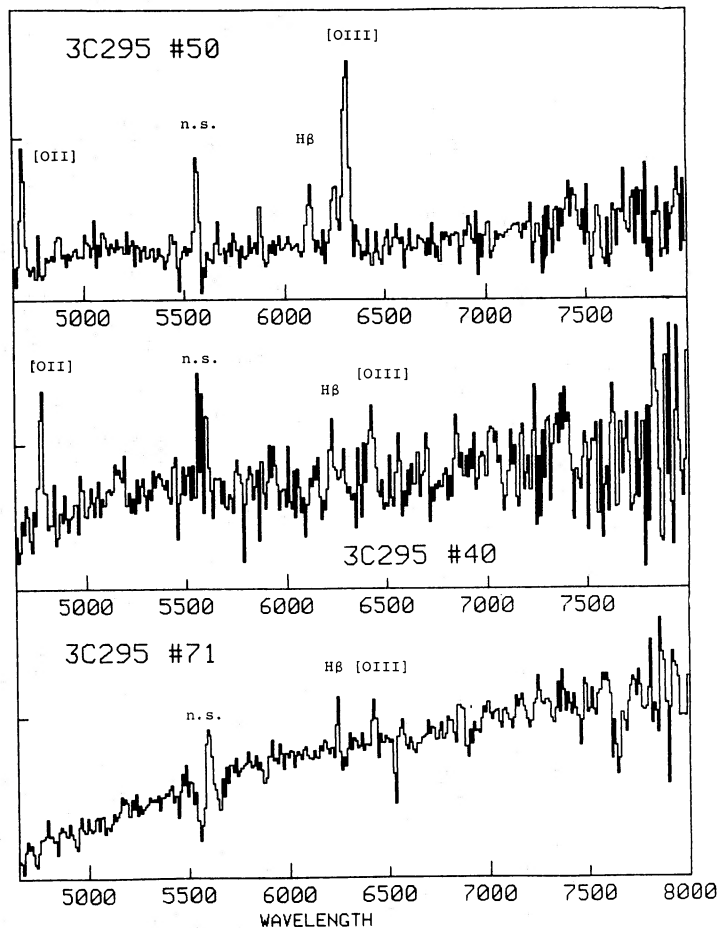 [OIII]
3C295 #50
n.s.
Hβ
[OII]
5000 5500 6000 6500 7000 7500
[OII]
n.s.
Hβ
[OIII]
3C295 #40
5000 5500 6000 6500 7000 7500
3C295 #71
Hβ [OIII]
n.s.
5000 5500 6000 6500 7000 7500 8000
WAVELENGTH